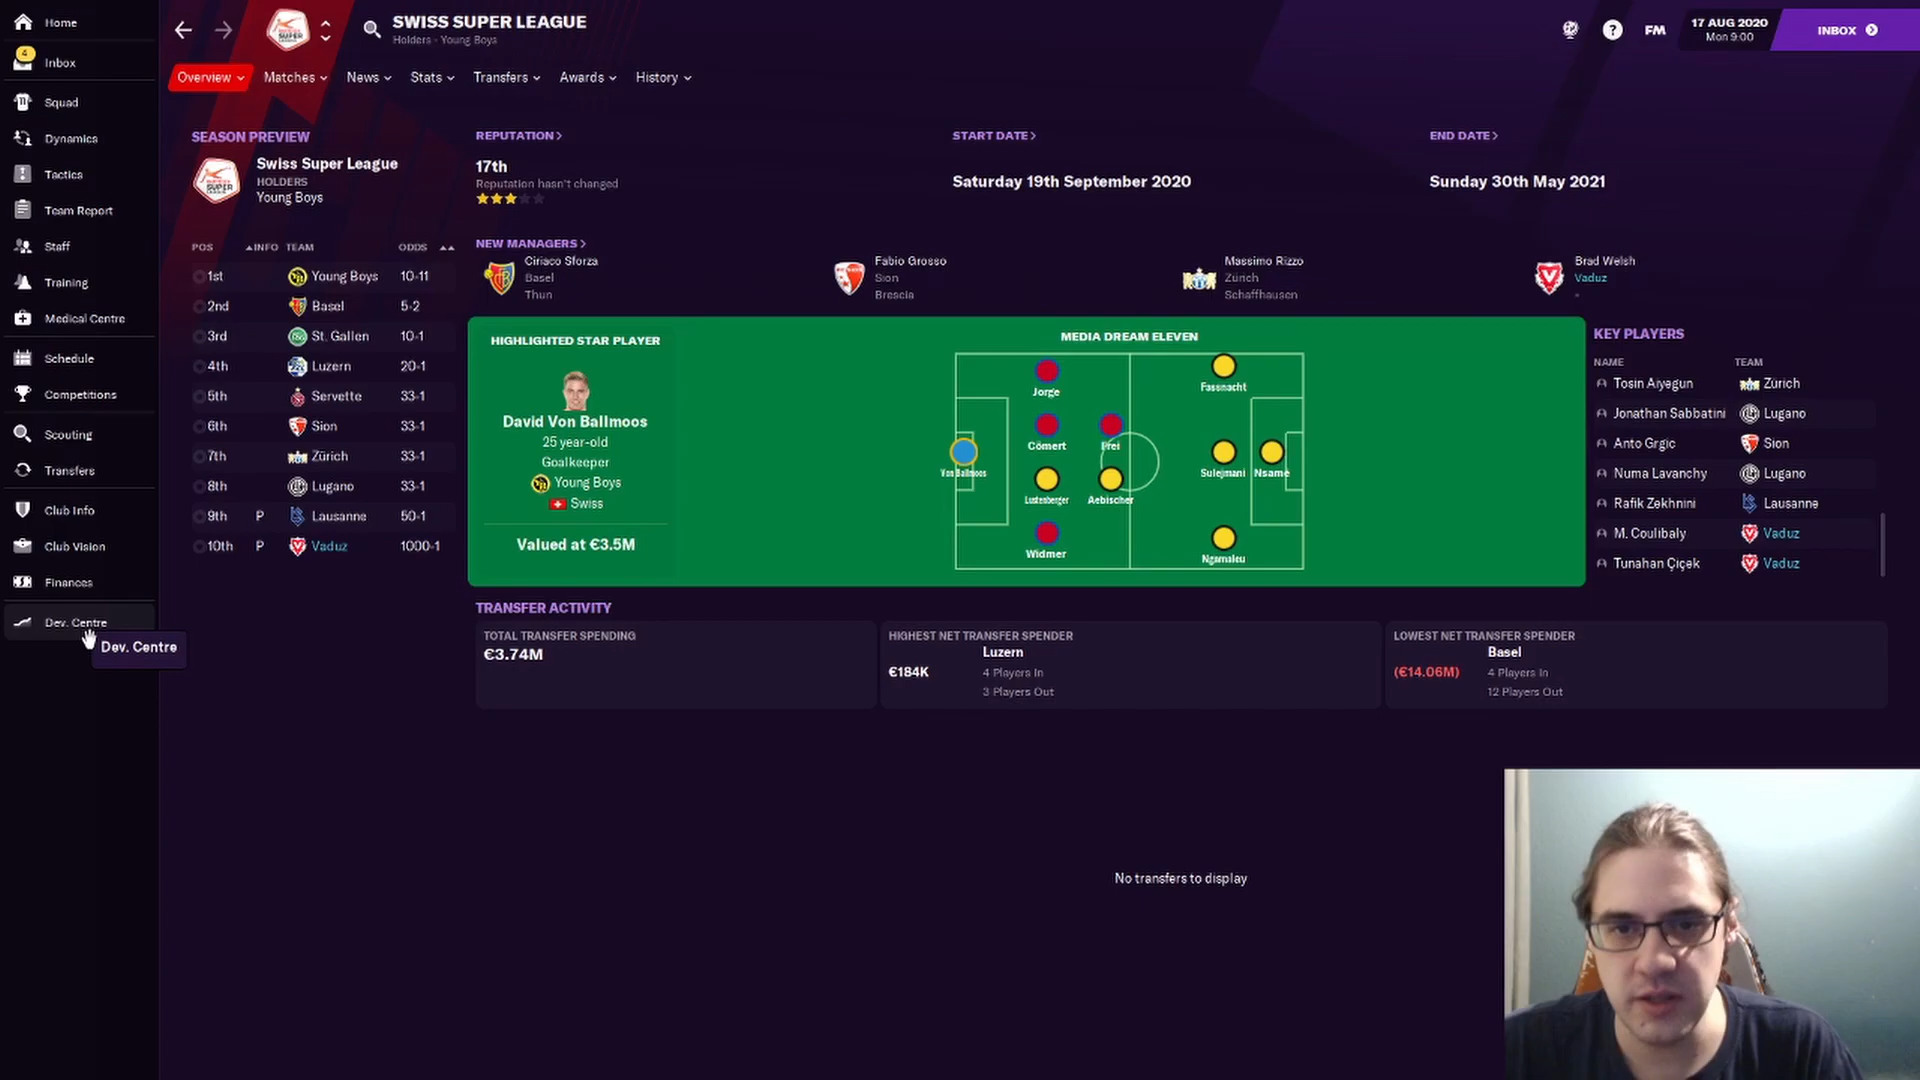 Home
4
Inbox
Squad
Dynamics
Tactics
Team Report
Staff
Training
Medical Centre
Schedule
Competitions
Scouting
Transfers
Club Info
Club Vision
Finances
Dev. Centre
Dev. Centre
SWISS SUPER LEAGUE
Holders - Young Boys
FM
17 AUG 2020
Mon 9:00
INBOX
Overview Matches News Stats Transfers Awards History
SEASON PREVIEW
Swiss Super League
HOLDERS
Young Boys
REPUTATION>
17th
Reputation hasn't changed
START DATE>
Saturday 19th September 2020
END DATE>
Sunday 30th May 2021
POS INFO TEAM ODDS
1st Young Boys 10-11
2nd Basel 5-2
3rd St. Gallen 10-1
4th Luzern 20-1
5th Servette 33-1
6th Sion 33-1
7th Zürich 33-1
8th Lugano 33-1
9th P Lausanne 50-1
10th P Vaduz 1000-1
NEW MANAGERS >
Ciriaco Sforza
Basel
Thun
Fabio Grosso
Sion
Brescia
Massimo Rizzo
Zürich
Schaffhausen
Brad Welsh
Vaduz
-
HIGHLIGHTED STAR PLAYER
David Von Ballmoos
25 year-old
Goalkeeper
Young Boys
Swiss
Valued at €3.5M
MEDIA DREAM ELEVEN
Jorge
Fassnacht
Cömert
Frei
Von Ballmoos
Sulejmani
Nsame
Lustenberger
Aebischer
Widmer
Ngamaleu
KEY PLAYERS
NAME TEAM
Tosin Aiyegun Zürich
Jonathan Sabbatini Lugano
Anto Grgic Sion
Numa Lavanchy Lugano
Rafik Zekhnini Lausanne
M. Coulibaly Vaduz
Tunahan Çiçek Vaduz
TRANSFER ACTIVITY
TOTAL TRANSFER SPENDING
€3.74M
HIGHEST NET TRANSFER SPENDER
Luzern
€184K
4 Players In
3 Players Out
LOWEST NET TRANSFER SPENDER
Basel
(€14.06M)
4 Players In
12 Players Out
No transfers to display